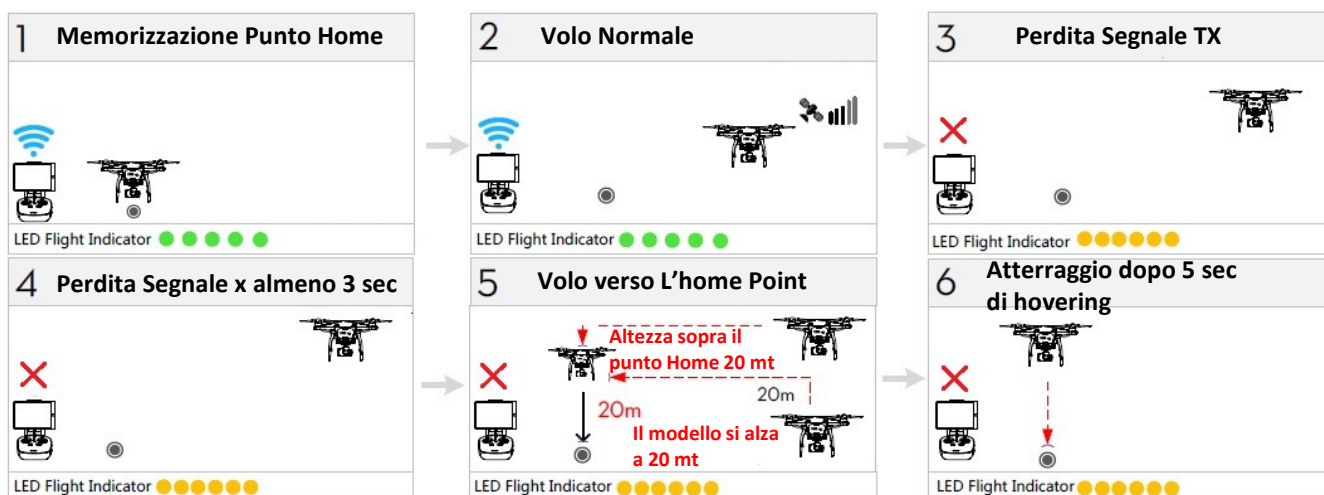 1 Memorizzazione Punto Home
LED Flight Indicator
2 Volo Normale
LED Flight Indicator
3 Perdita Segnale TX
LED Flight Indicator
4 Perdita Segnale x almeno 3 sec
LED Flight Indicator
5 Volo verso L'home Point
Altezza sopra il
punto Home 20 mt
20m
20m
Il modello si alza
a 20 mt
LED Flight Indicator
6 Atterraggio dopo 5 sec
di hovering
LED Flight Indicator